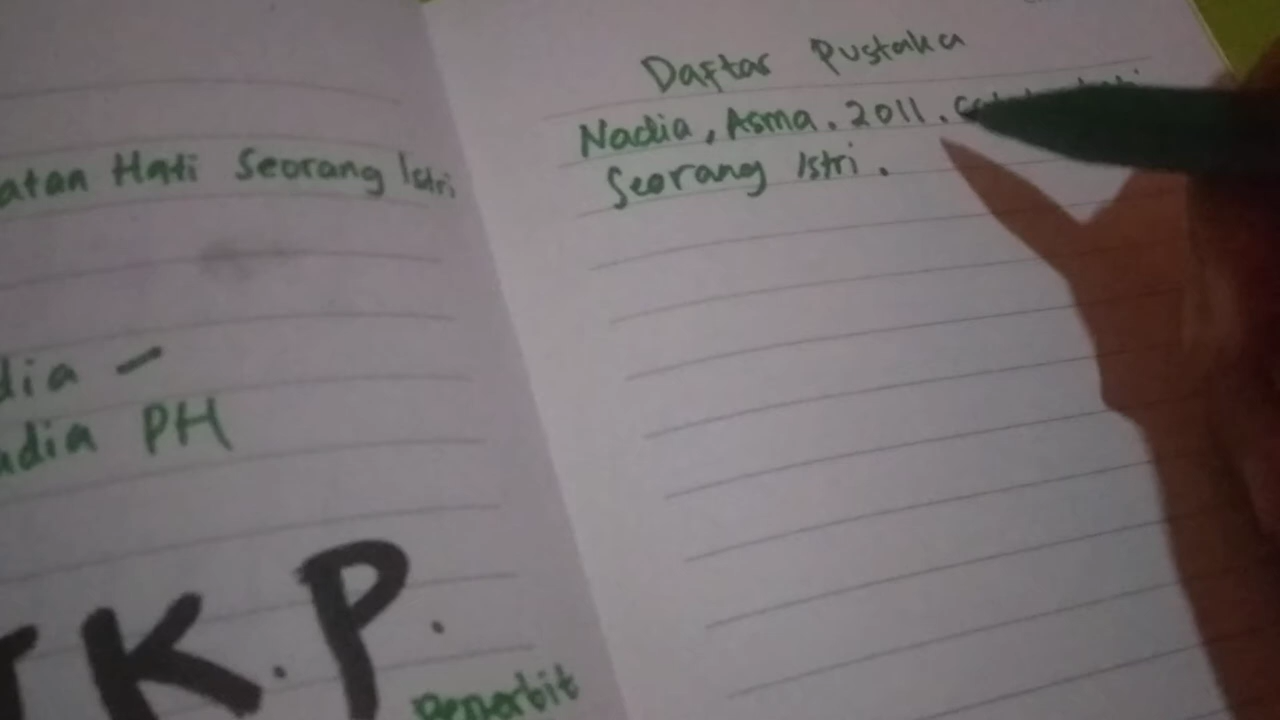 atan Hati Seorang Istri
dia -
adia PH
K.P.
Penerbit
Daftar Pustaka
Nadia, Asma. 2011.
Seorang Istri.